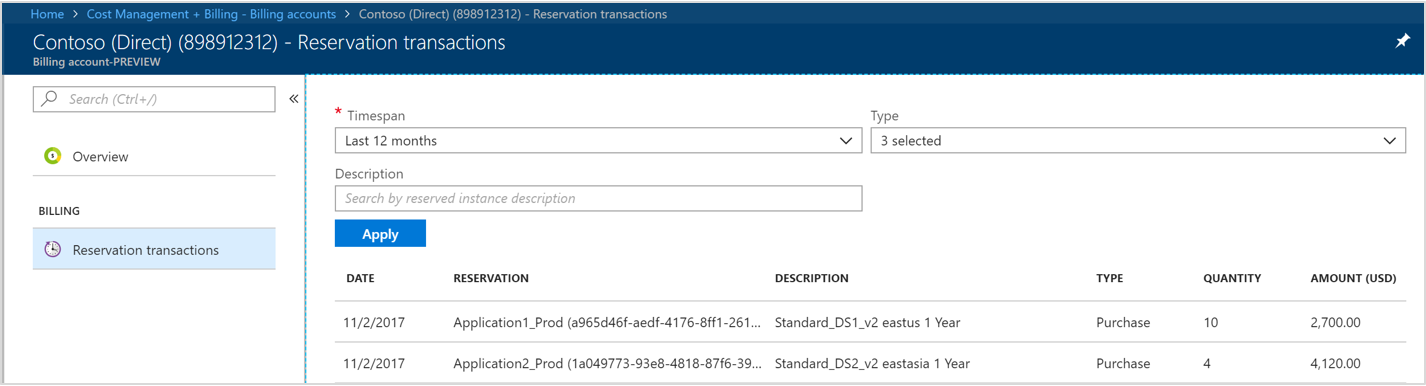 Home > Cost Management + Billing - Billing accounts > Contoso (Direct) (898912312) - Reservation transactions
Contoso (Direct) (898912312) - Reservation transactions
Billing account-PREVIEW
Search (Ctrl+/)
Overview
BILLING
Reservation transactions
* Timespan Type
Last 12 months 3 selected
Description
Search by reserved instance description
Apply
DATE RESERVATION DESCRIPTION TYPE QUANTITY AMOUNT (USD)
11/2/2017 Application1_Prod (a965d46f-aedf-4176-8ff1-261... Standard_DS1_v2 eastus 1 Year Purchase 10 2,700.00
11/2/2017 Application2_Prod (1a049773-93e8-4818-87f6-39... Standard_DS2_v2 eastasia 1 Year Purchase 4 4,120.00